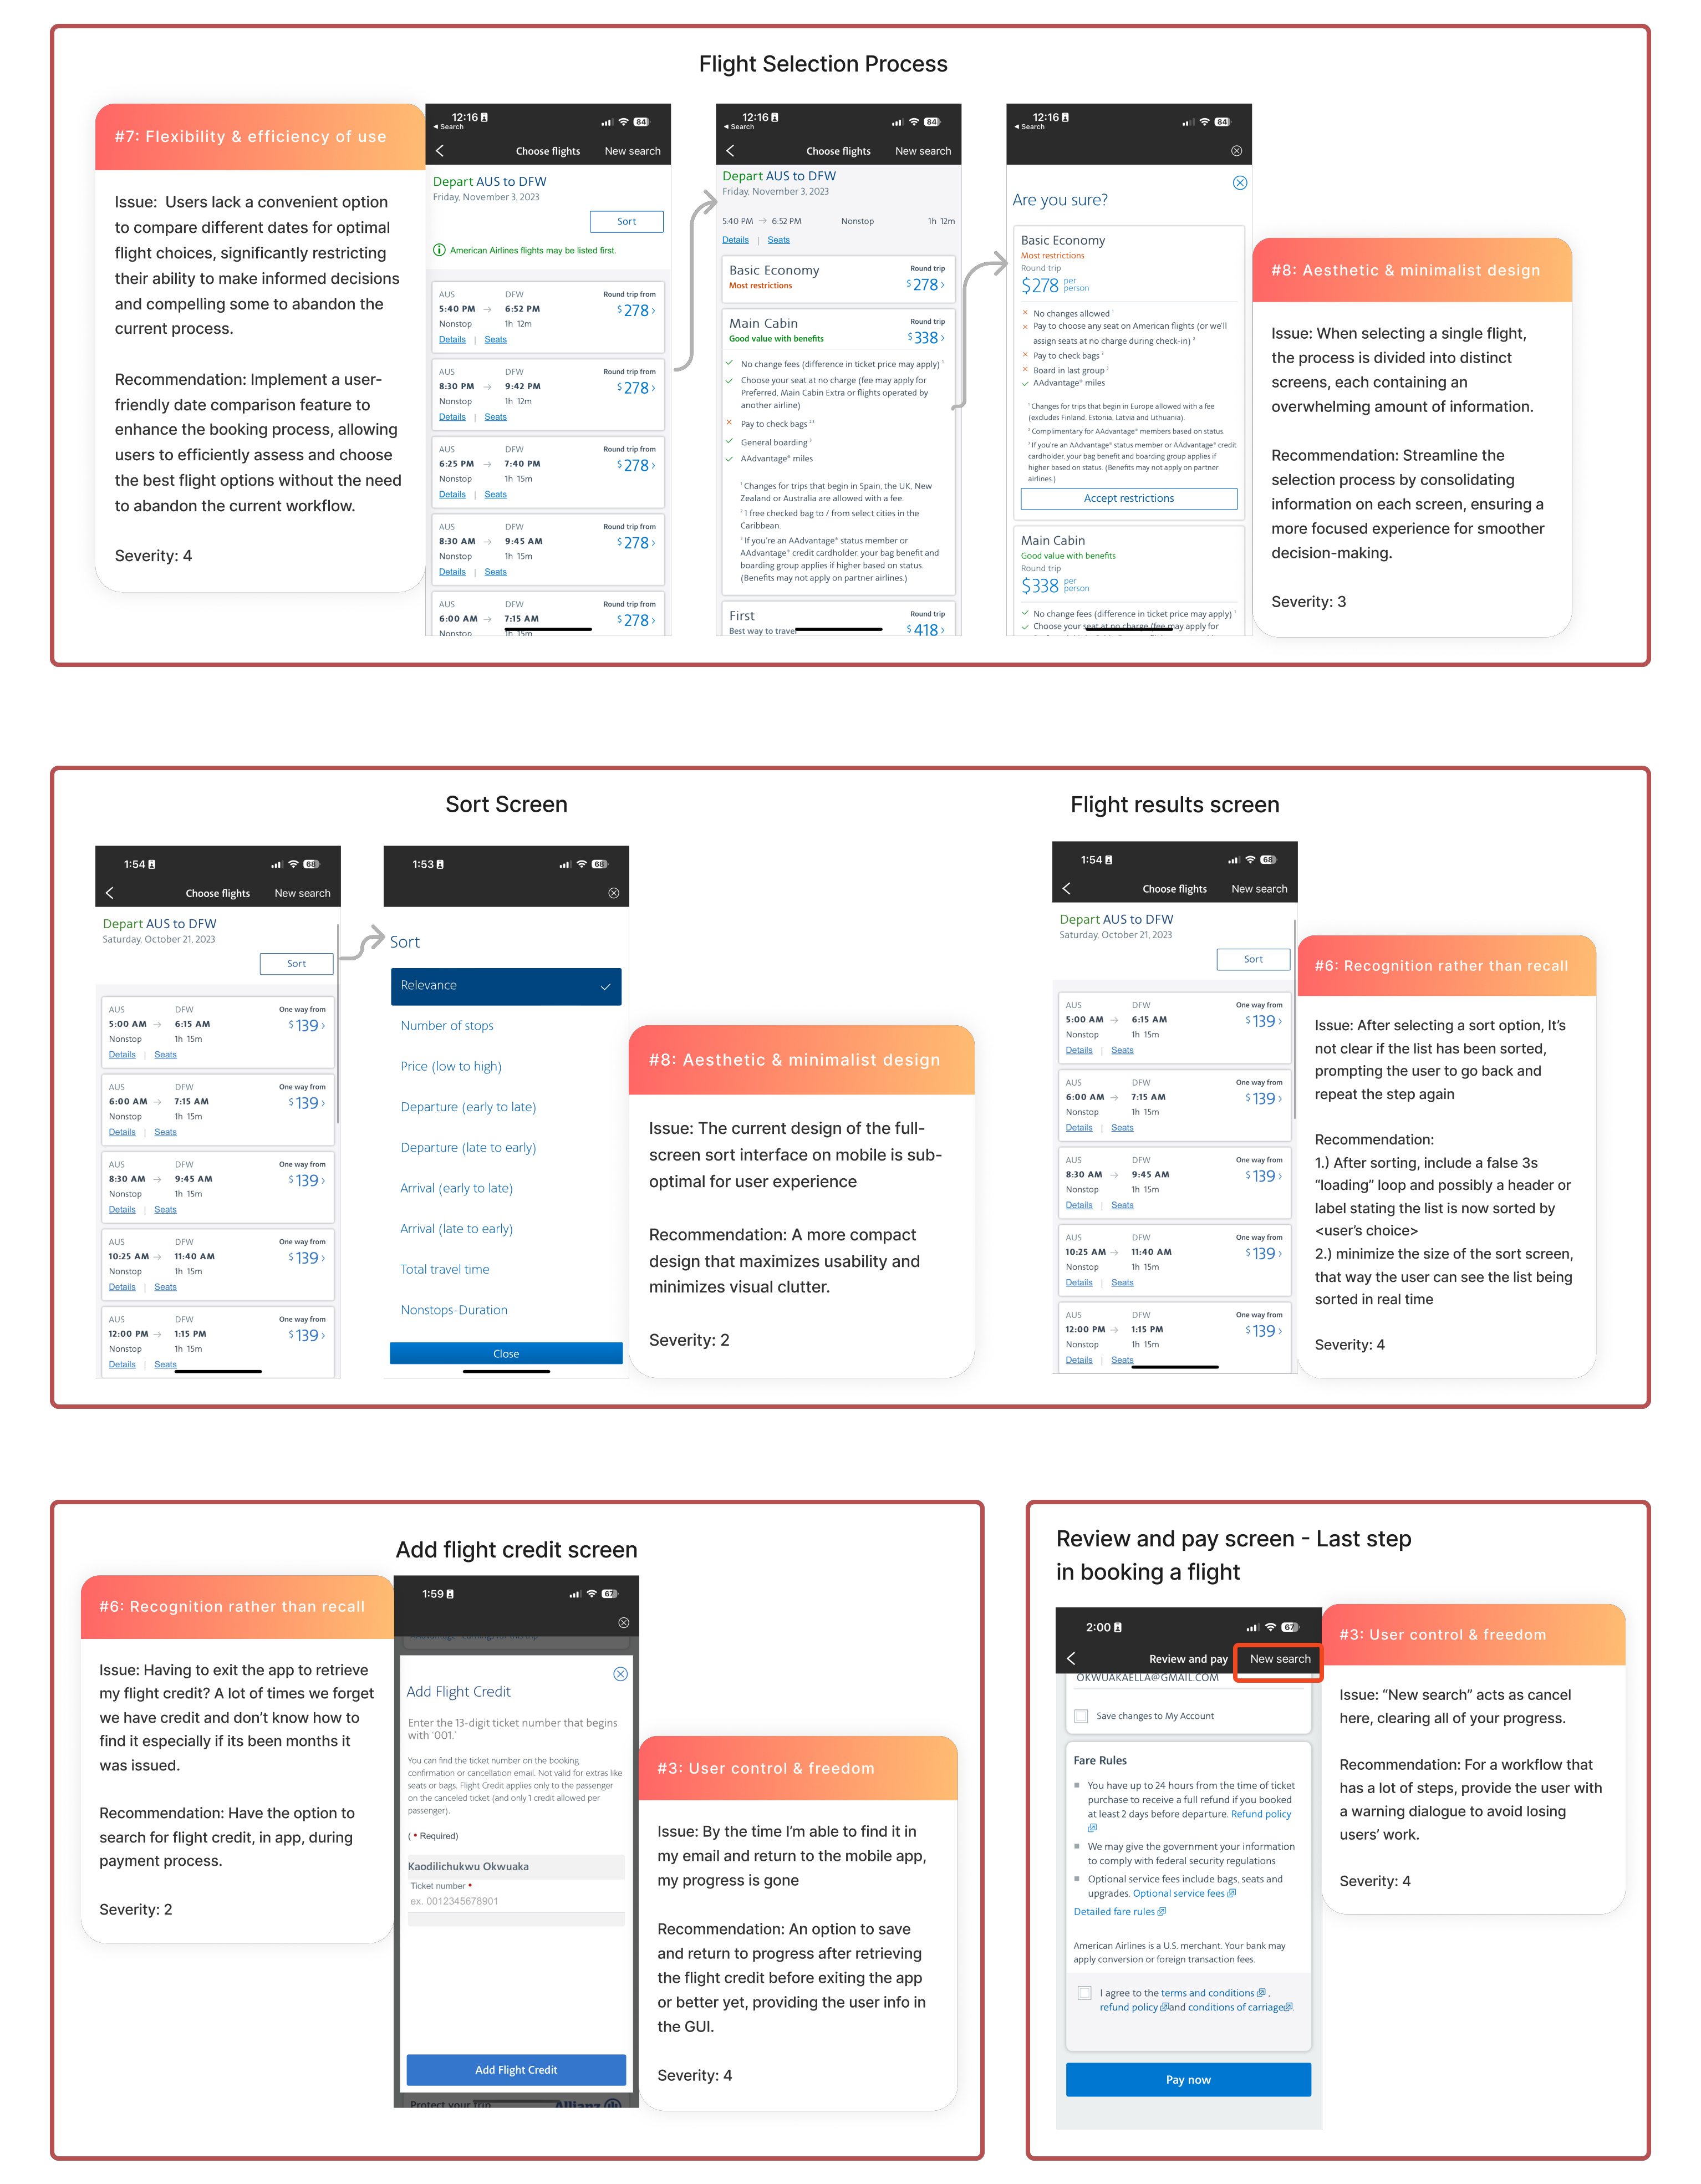 Flight Selection Process
#7: Flexibility & efficiency of use
Issue:  Users lack a convenient option
to compare different dates for optimal
flight choices, significantly restricting
their ability to make informed decisions
and compelling some to abandon the
current process.
Recommendation: Implement a user-
friendly date comparison feature to
enhance the booking process, allowing
users to efficiently assess and choose
the best flight options without the need
to abandon the current workflow.
Severity: 4
12:16
84
◄ Search
Choose flights
New search
Depart AUS to DFW
Friday, November 3, 2023
Sort
American Airlines flights may be listed first.
AUS DFW Round trip from
5:40 PM → 6:52 PM $278 ›
Nonstop 1h 12m
Details | Seats
AUS DFW Round trip from
8:30 PM → 9:42 PM $278 ›
Nonstop 1h 12m
Details | Seats
AUS DFW Round trip from
6:25 PM → 7:40 PM $278 ›
Nonstop 1h 15m
Details | Seats
AUS DFW Round trip from
8:30 AM → 9:45 AM $278 ›
Nonstop 1h 15m
Details | Seats
AUS DFW Round trip from
6:00 AM → 7:15 AM $278 ›
Nonstop 1h 15m
12:16
84
◄ Search
Choose flights
New search
Depart AUS to DFW
Friday, November 3, 2023
5:40 PM → 6:52 PM Nonstop 1h 12m
Details | Seats
Basic Economy Round trip
Most restrictions $278 ›
Main Cabin Round trip
Good value with benefits $338 ›
✓ No change fees (difference in ticket price may apply) 1
✓ Choose your seat at no charge (fee may apply for
Preferred, Main Cabin Extra or flights operated by
another airline)
× Pay to check bags 2,3
✓ General boarding 3
✓ AAdvantage® miles
1 Changes for trips that begin in Spain, the UK, New
Zealand or Australia are allowed with a fee.
2 1 free checked bag to / from select cities in the
Caribbean.
3 If you're an AAdvantage® status member or
AAdvantage® credit cardholder, your bag benefit and
boarding group applies if higher based on status.
(Benefits may not apply on partner airlines.)
First Round trip
Best way to travel $418 ›
12:16
84
◄ Search
Are you sure?
Basic Economy
Most restrictions
Round trip
$278 per person
× No changes allowed 1
× Pay to choose any seat on American flights (or we'll
assign seats at no charge during check-in) 2
× Pay to check bags 3
× Board in last group 3
✓ AAdvantage® miles
1 Changes for trips that begin in Europe allowed with a fee
(excludes Finland, Estonia, Latvia and Lithuania).
2 Complimentary for AAdvantage® members based on status.
3 If you're an AAdvantage® status member or AAdvantage® credit
cardholder, your bag benefit and boarding group applies if
higher based on status. (Benefits may not apply on partner
airlines.)
Accept restrictions
Main Cabin
Good value with benefits
Round trip
$338 per person
✓ No change fees (difference in ticket price may apply) 1
✓ Choose your seat at no charge (fee may apply for
#8: Aesthetic & minimalist design
Issue: When selecting a single flight,
the process is divided into distinct
screens, each containing an
overwhelming amount of information.
Recommendation: Streamline the
selection process by consolidating
information on each screen, ensuring a
more focused experience for smoother
decision-making.
Severity: 3
Sort Screen
1:54
68
Choose flights
New search
Depart AUS to DFW
Saturday, October 21, 2023
Sort
AUS DFW One way from
5:00 AM → 6:15 AM $139 ›
Nonstop 1h 15m
Details | Seats
AUS DFW One way from
6:00 AM → 7:15 AM $139 ›
Nonstop 1h 15m
Details | Seats
AUS DFW One way from
8:30 AM → 9:45 AM $139 ›
Nonstop 1h 15m
Details | Seats
AUS DFW One way from
10:25 AM → 11:40 AM $139 ›
Nonstop 1h 15m
Details | Seats
AUS DFW One way from
12:00 PM → 1:15 PM $139 ›
Nonstop 1h 15m
Details | Seats
1:53
68
Sort
Relevance
Number of stops
Price (low to high)
Departure (early to late)
Departure (late to early)
Arrival (early to late)
Arrival (late to early)
Total travel time
Nonstops-Duration
Close
#8: Aesthetic & minimalist design
Issue: The current design of the full-
screen sort interface on mobile is sub-
optimal for user experience
Recommendation: A more compact
design that maximizes usability and
minimizes visual clutter.
Severity: 2
Flight results screen
1:54
68
Choose flights
New search
Depart AUS to DFW
Saturday, October 21, 2023
Sort
AUS DFW One way from
5:00 AM → 6:15 AM $139 ›
Nonstop 1h 15m
Details | Seats
AUS DFW One way from
6:00 AM → 7:15 AM $139 ›
Nonstop 1h 15m
Details | Seats
AUS DFW One way from
8:30 AM → 9:45 AM $139 ›
Nonstop 1h 15m
Details | Seats
AUS DFW One way from
10:25 AM → 11:40 AM $139 ›
Nonstop 1h 15m
Details | Seats
AUS DFW One way from
12:00 PM → 1:15 PM $139 ›
Nonstop 1h 15m
Details | Seats
#6: Recognition rather than recall
Issue: After selecting a sort option, It’s
not clear if the list has been sorted,
prompting the user to go back and
repeat the step again
Recommendation:
1.) After sorting, include a false 3s
“loading” loop and possibly a header or
label stating the list is now sorted by
<user’s choice>
2.) minimize the size of the sort screen,
that way the user can see the list being
sorted in real time
Severity: 4
Add flight credit screen
#6: Recognition rather than recall
Issue: Having to exit the app to retrieve
my flight credit? A lot of times we forget
we have credit and don’t know how to
find it especially if its been months it
was issued.
Recommendation: Have the option to
search for flight credit, in app, during
payment process.
Severity: 2
1:59
67
Add Flight Credit
Enter the 13-digit ticket number that begins
with '001.'
You can find the ticket number on the booking
confirmation or cancellation email. Not valid for extras like
seats or bags. Flight Credit applies only to the passenger
on the canceled ticket (and only 1 credit allowed per
passenger).
( • Required)
Kaodilichukwu Okwuaka
Ticket number •
ex. 0012345678901
Add Flight Credit
Protect your trip Allianz
#3: User control & freedom
Issue: By the time I’m able to find it in
my email and return to the mobile app,
my progress is gone
Recommendation: An option to save
and return to progress after retrieving
the flight credit before exiting the app
or better yet, providing the user info in
the GUI.
Severity: 4
Review and pay screen - Last step
in booking a flight
2:00
67
Review and pay
New search
OKWUAKAELLA@GMAIL.COM
Save changes to My Account
Fare Rules
You have up to 24 hours from the time of ticket
purchase to receive a full refund if you booked
at least 2 days before departure. Refund policy
We may give the government your information
to comply with federal security regulations
Optional service fees include bags, seats and
upgrades. Optional service fees
Detailed fare rules
American Airlines is a U.S. merchant. Your bank may
apply conversion or foreign transaction fees.
I agree to the terms and conditions ,
refund policy and conditions of carriage.
Pay now
#3: User control & freedom
Issue: “New search” acts as cancel
here, clearing all of your progress.
Recommendation: For a workflow that
has a lot of steps, provide the user with
a warning dialogue to avoid losing
users’ work.
Severity: 4